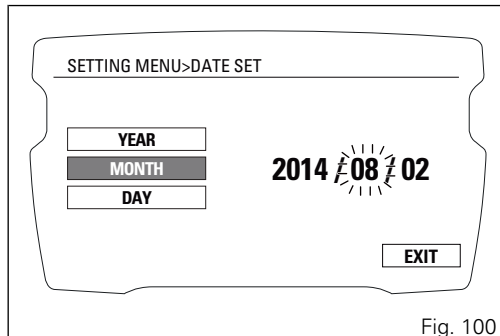 SETTING MENU>DATE SET
YEAR
MONTH
2014 / 08 / 02
DAY
EXIT
Fig. 100